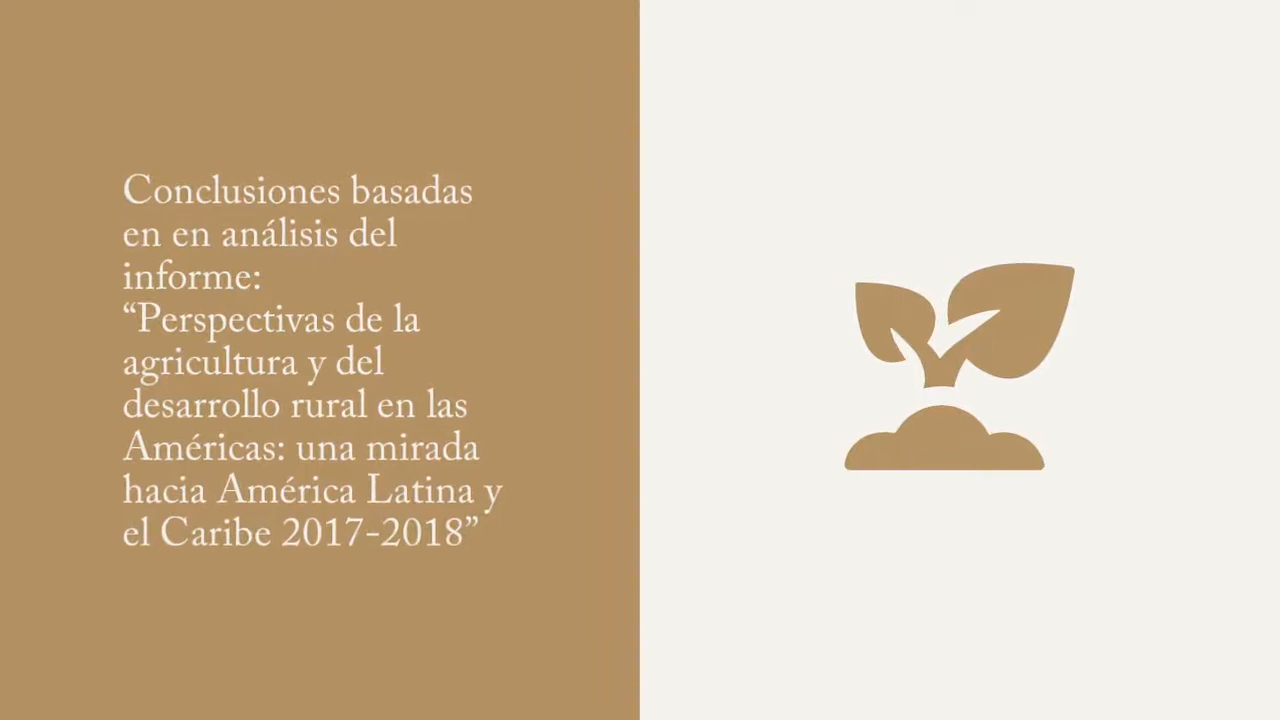 Conclusiones basadas
en en análisis del
informe:
“Perspectivas de la
agricultura y del
desarrollo rural en las
Américas: una mirada
hacia América Latina y
el Caribe 2017-2018”